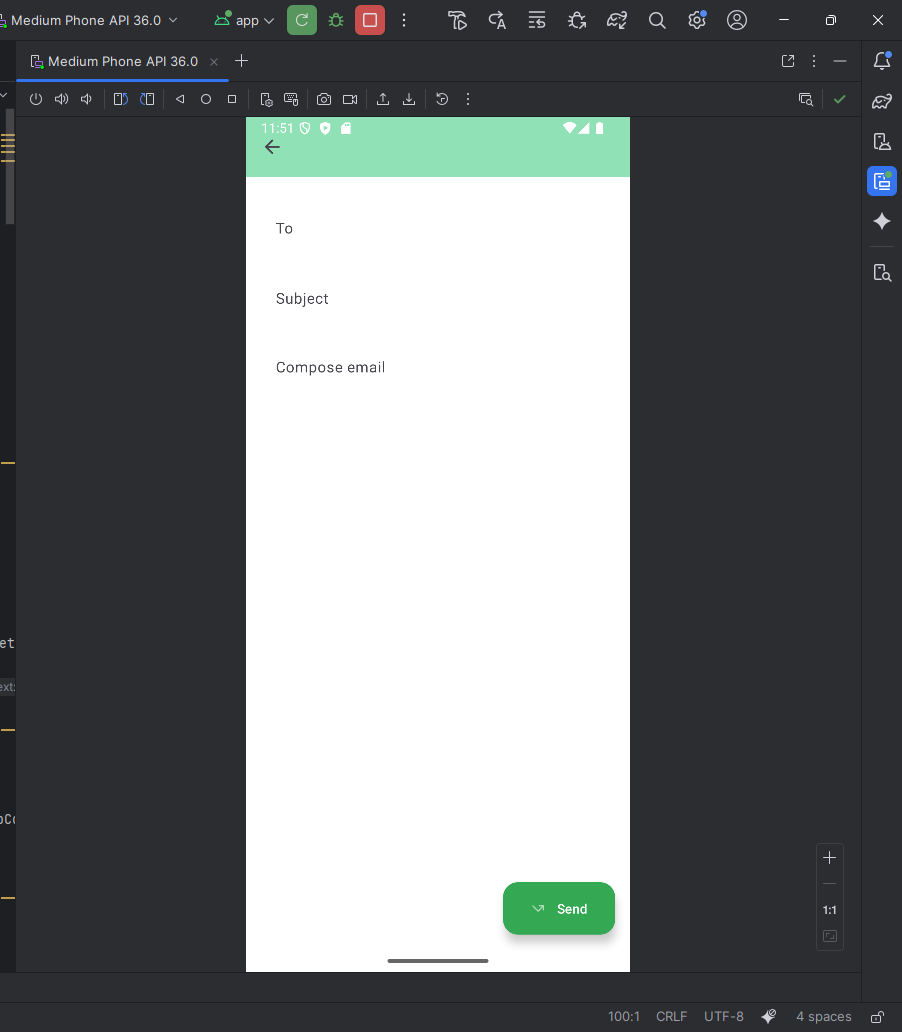 Medium Phone API 36.0
app
Medium Phone API 36.0
11:51
To
Subject
Compose email
et
ext:
Send
1:1
100:1 CRLF UTF-8 4 spaces